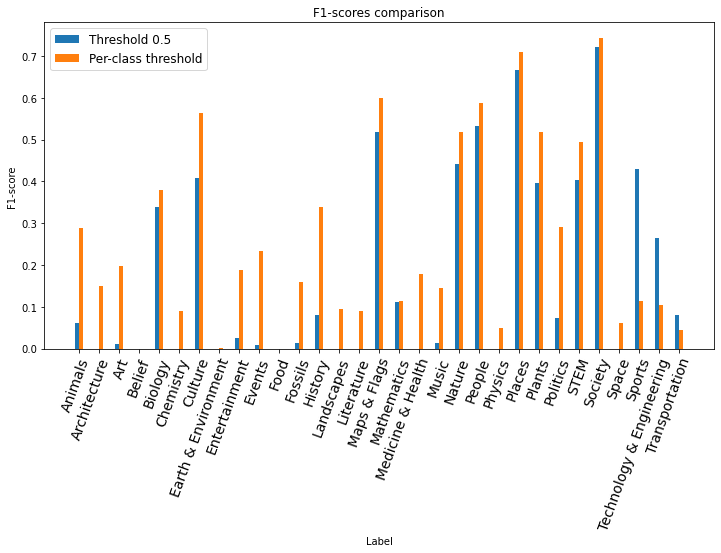 F1-scores comparison
Threshold 0.5
Per-class threshold
F1-score
0.7
0.6
0.5
0.4
0.3
0.2
0.1
0.0
Animals
Architecture
Art
Belief
Biology
Chemistry
Culture
Earth & Environment
Entertainment
Events
Food
Fossils
History
Landscapes
Literature
Maps & Flags
Mathematics
Medicine & Health
Music
Nature
People
Physics
Places
Plants
Politics
STEM
Society
Space
Sports
Technology & Engineering
Transportation
Label